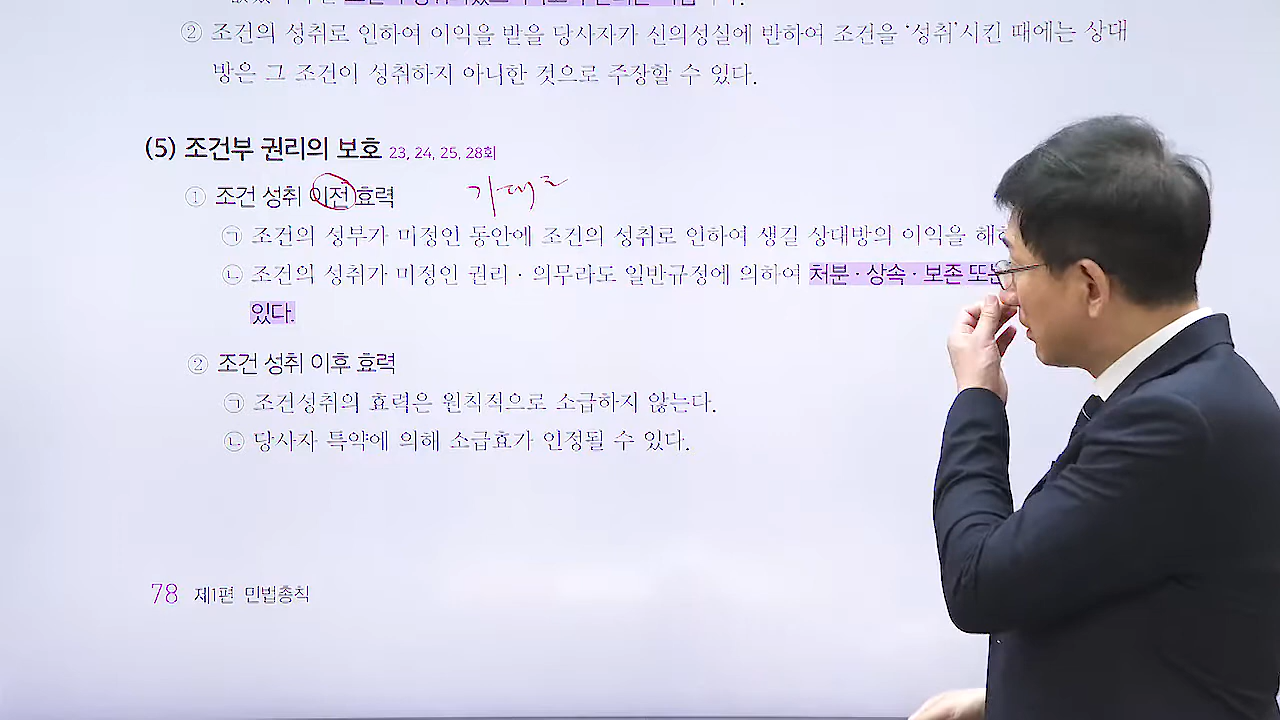 ② 조건의 성취로 인하여 이익을 받을 당사자가 신의성실에 반하여 조건을 '성취'시킨 때에는 상대
방은 그 조건이 성취하지 아니한 것으로 주장할 수 있다.
(5) 조건부 권리의 보호 23, 24, 25, 28회
① 조건 성취 이전 효력
㉠ 조건의 성부가 미정인 동안에 조건의 성취로 인하여 생길 상대방의 이익을 해하
㉡ 조건의 성취가 미정인 권리·의무라도 일반규정에 의하여 처분·상속·보존 또는
있다.
② 조건 성취 이후 효력
㉠ 조건성취의 효력은 원칙적으로 소급하지 않는다.
㉡ 당사자 특약에 의해 소급효가 인정될 수 있다.
78 제1편 민법총칙